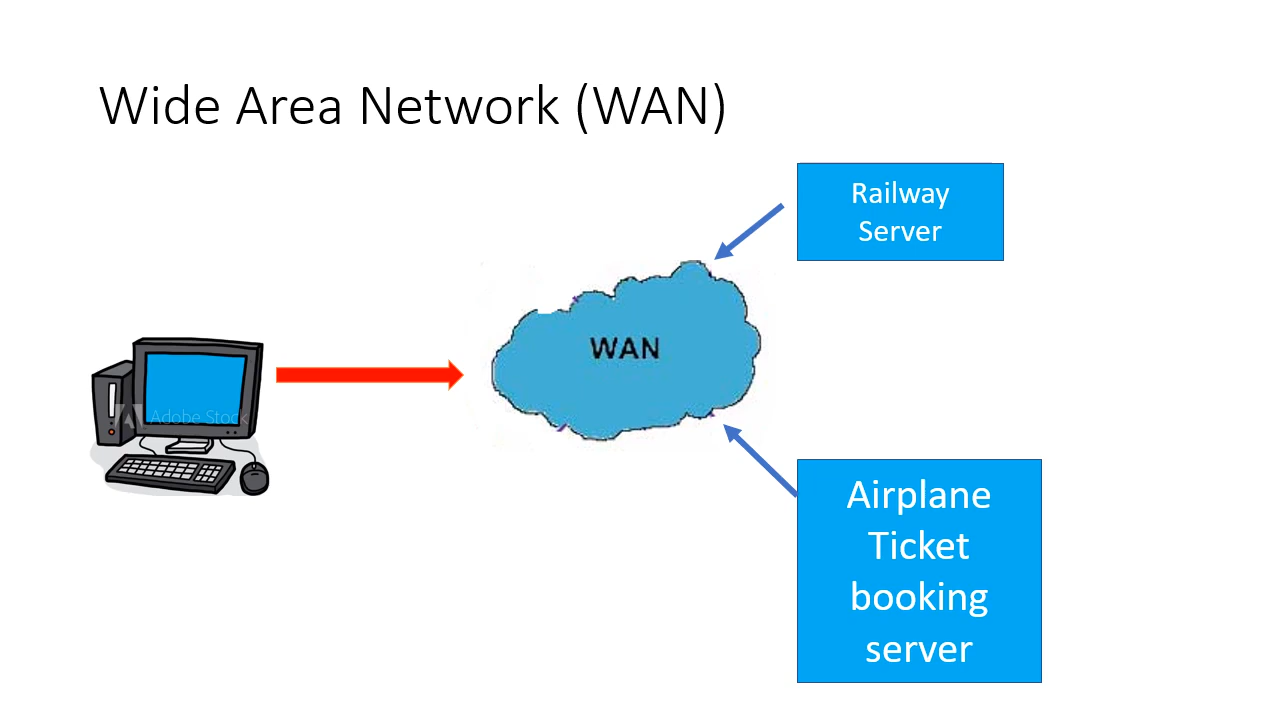 Wide Area Network (WAN)
Railway
Server
WAN
Adobe Stock
Airplane
Ticket
booking
server